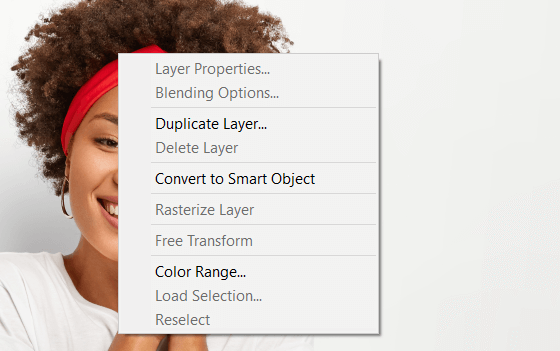 Layer Properties...
Blending Options...
Duplicate Layer...
Delete Layer
Convert to Smart Object
Rasterize Layer
Free Transform
Color Range...
Load Selection...
Reselect